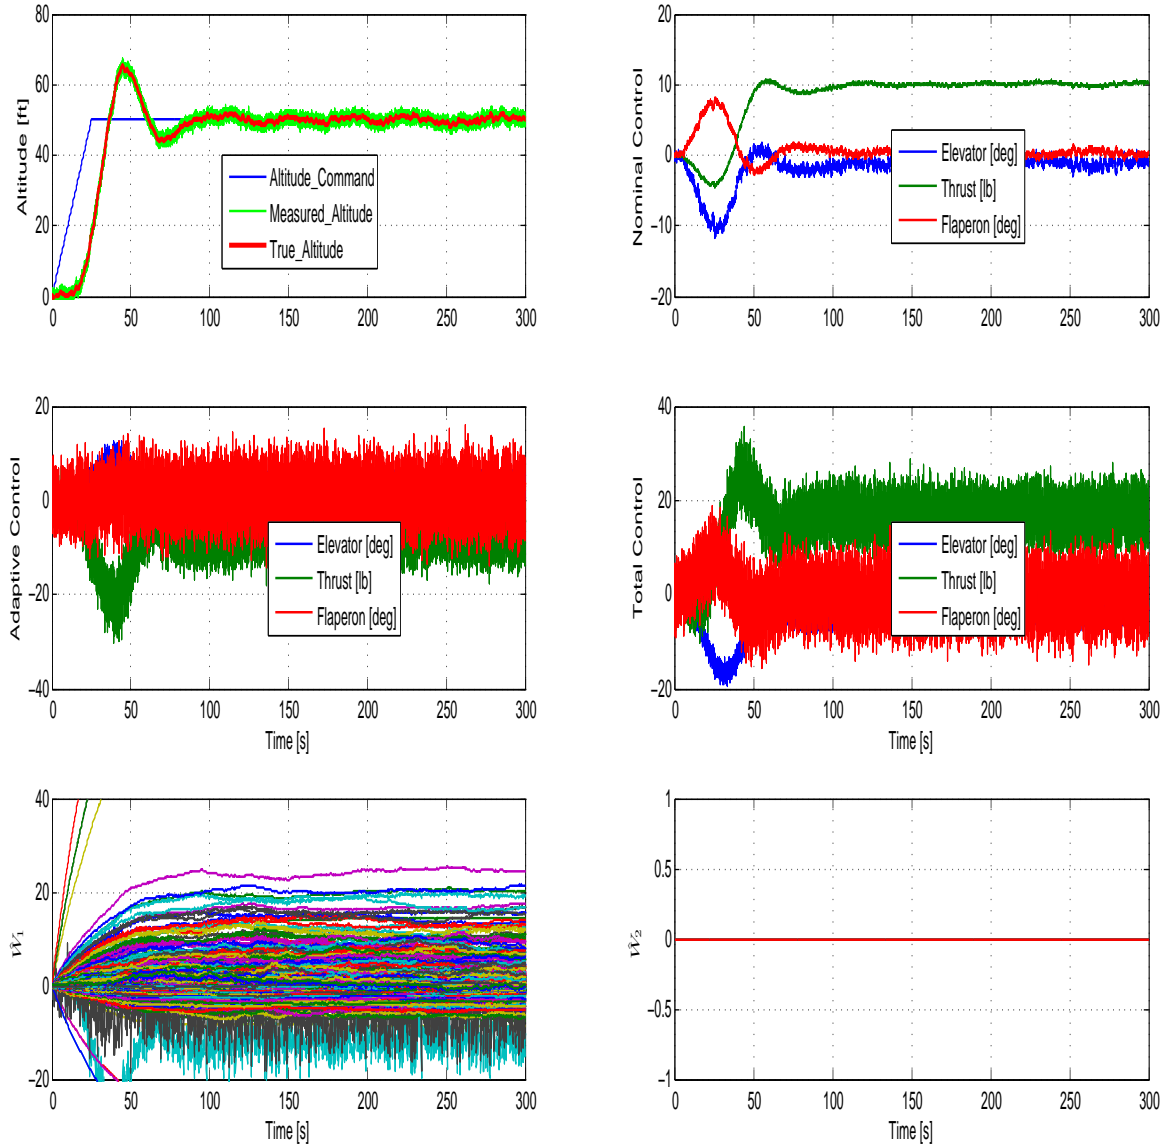 80
60
40
20
0
Altitude [ft]
Altitude_Command
Measured_Altitude
True_Altitude
0 50 100 150 200 250 300
20
10
0
−10
−20
Nominal Control
Elevator [deg]
Thrust [lb]
Flaperon [deg]
0 50 100 150 200 250 300
20
0
−20
−40
Adaptive Control
Elevator [deg]
Thrust [lb]
Flaperon [deg]
0 50 100 150 200 250 300
Time [s]
40
20
0
−20
Total Control
Elevator [deg]
Thrust [lb]
Flaperon [deg]
0 50 100 150 200 250 300
Time [s]
40
20
0
−20
Ŵ₁
0 50 100 150 200 250 300
Time [s]
1
0.5
0
−0.5
−1
Ŵ₂
0 50 100 150 200 250 300
Time [s]